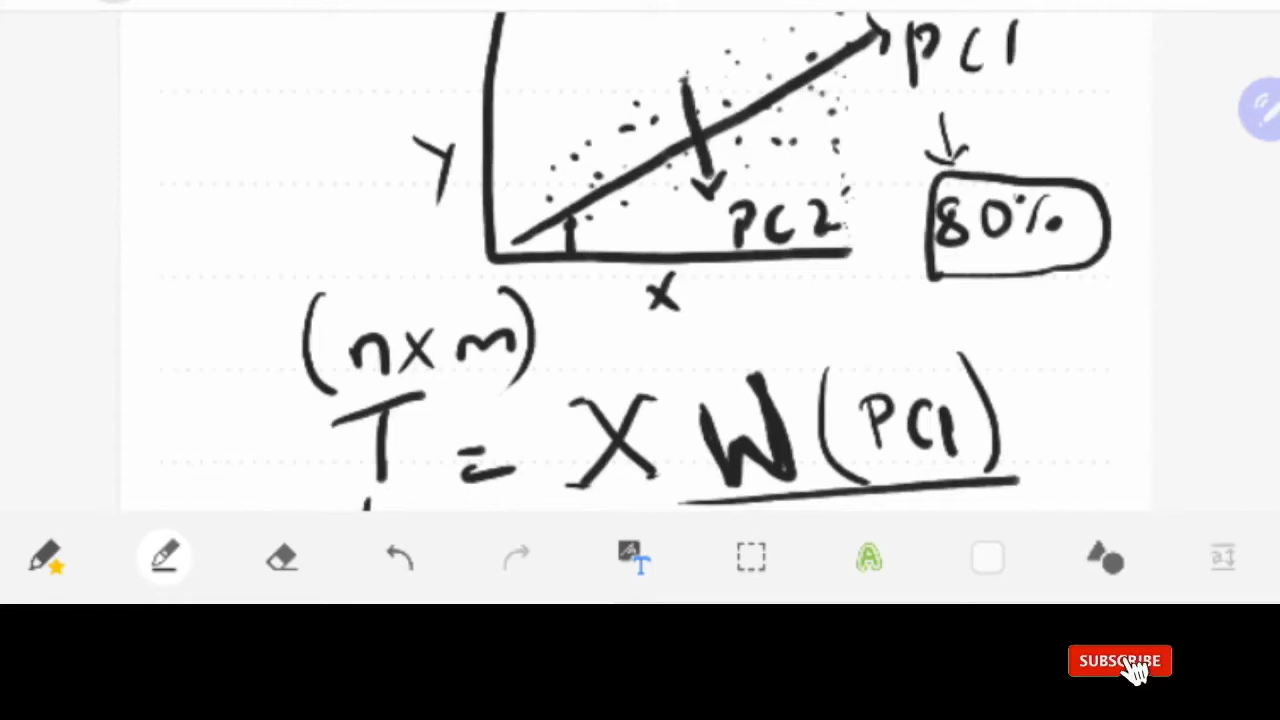 PC1
Y
80%
PC2
X
(n x m)
T = X W (PC1)
SUBSCRIBE